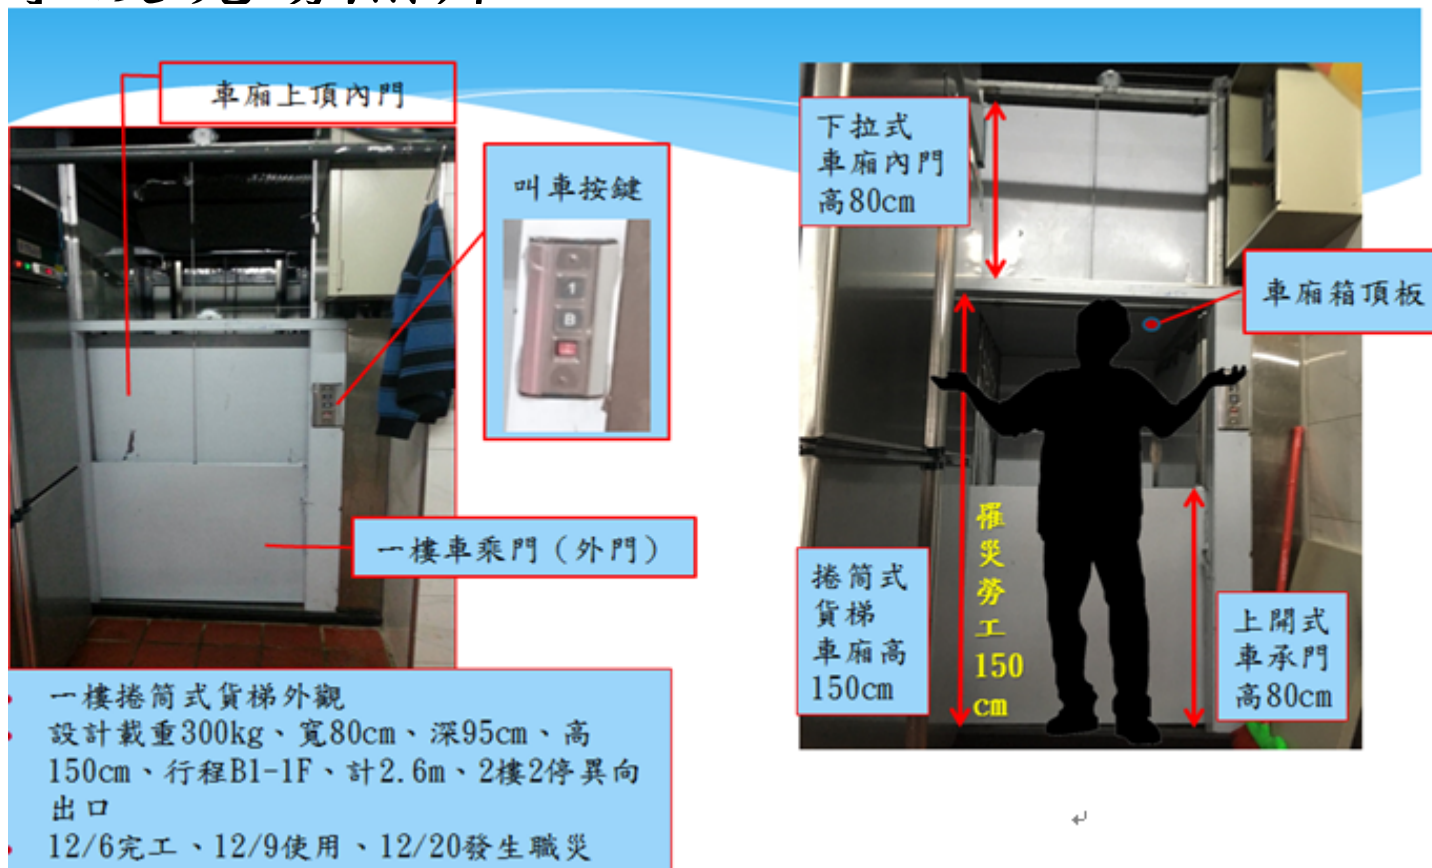 車廂上頂內門
叫車按鍵
1
B
一樓車乘門（外門）
一樓捲筒式貨梯外觀
設計載重300kg、寬80cm、深95cm、高
150cm、行程B1-1F、計2.6m、2樓2停異向
出口
12/6完工、12/9使用、12/20發生職災
下拉式
車廂內門
高80cm
車廂箱頂板
捲筒式
貨梯
車廂高
150cm
罹
災
勞
工
150
cm
上開式
車承門
高80cm